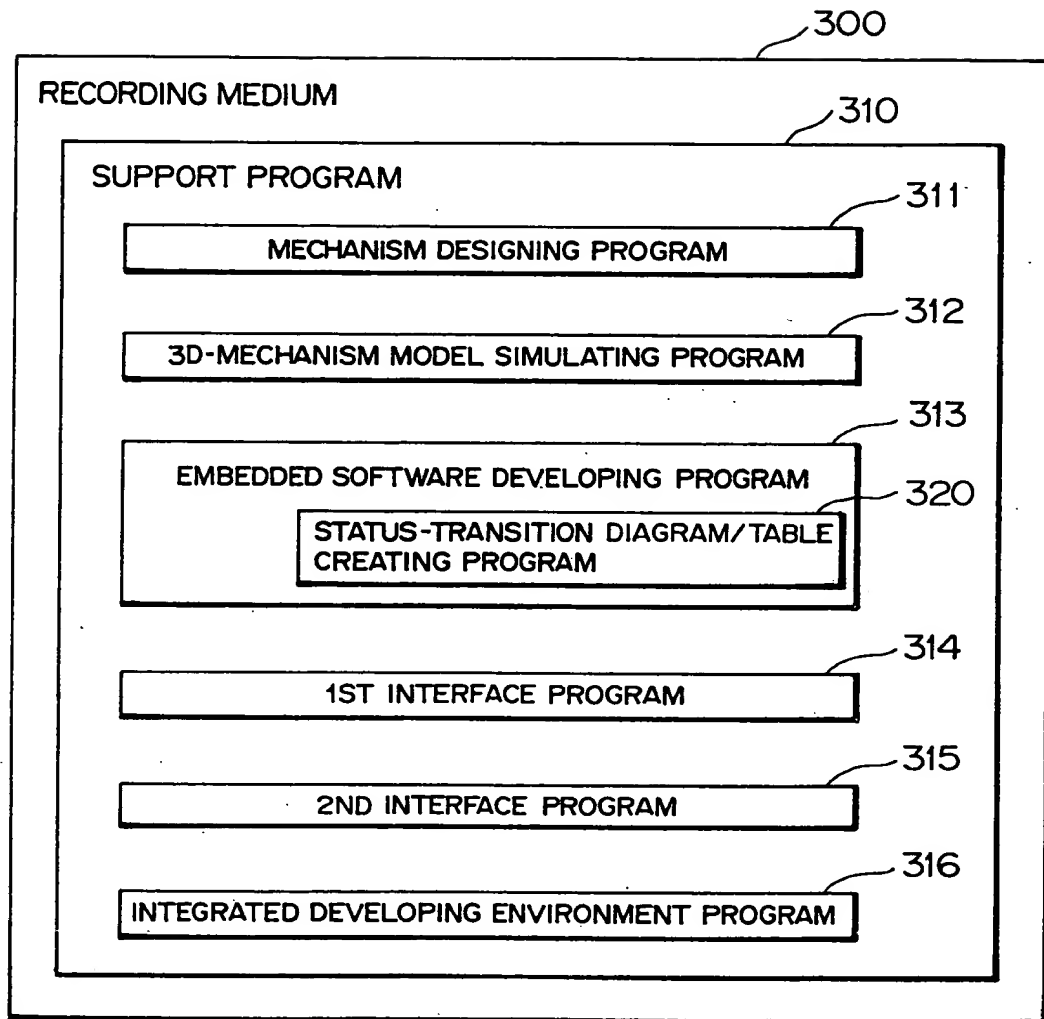 300
RECORDING MEDIUM
310
SUPPORT PROGRAM
311
MECHANISM DESIGNING PROGRAM
312
3D-MECHANISM MODEL SIMULATING PROGRAM
313
EMBEDDED SOFTWARE DEVELOPING PROGRAM
320
STATUS-TRANSITION DIAGRAM/TABLE
CREATING PROGRAM
314
1ST INTERFACE PROGRAM
315
2ND INTERFACE PROGRAM
316
INTEGRATED DEVELOPING ENVIRONMENT PROGRAM